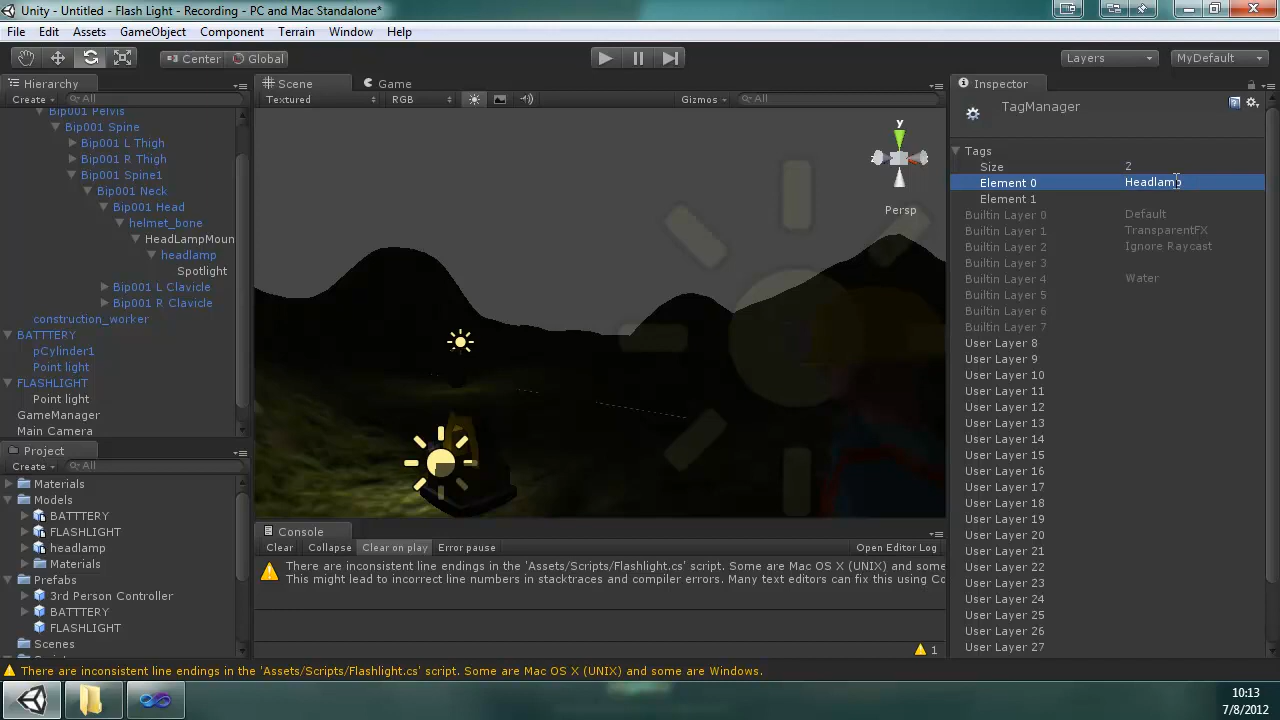 Unity - Untitled - Flash Light - Recording - PC and Mac Standalone*
File Edit Assets GameObject Component Terrain Window Help
Center Global Layers MyDefault
Hierarchy
Create All
Bip001 Pelvis
Bip001 Spine
Bip001 L Thigh
Bip001 R Thigh
Bip001 Spine1
Bip001 Neck
Bip001 Head
helmet_bone
HeadLampMoun
headlamp
Spotlight
Bip001 L Clavicle
Bip001 R Clavicle
construction_worker
BATTTERY
pCylinder1
Point light
FLASHLIGHT
Point light
GameManager
Main Camera
Project
Create All
Materials
Models
BATTTERY
FLASHLIGHT
headlamp
Materials
Prefabs
3rd Person Controller
BATTTERY
FLASHLIGHT
Scenes
Scene Game
Textured RGB Gizmos All
y
Persp
Console
Clear Collapse Clear on play Error pause Open Editor Log
There are inconsistent line endings in the 'Assets/Scripts/Flashlight.cs' script. Some are Mac OS X (UNIX) and some
This might lead to incorrect line numbers in stacktraces and compiler errors. Many text editors can fix this using Co
1
Inspector
TagManager
Tags
Size 2
Element 0 Headlamp
Element 1
Builtin Layer 0 Default
Builtin Layer 1 TransparentFX
Builtin Layer 2 Ignore Raycast
Builtin Layer 3
Builtin Layer 4 Water
Builtin Layer 5
Builtin Layer 6
Builtin Layer 7
User Layer 8
User Layer 9
User Layer 10
User Layer 11
User Layer 12
User Layer 13
User Layer 14
User Layer 15
User Layer 16
User Layer 17
User Layer 18
User Layer 19
User Layer 20
User Layer 21
User Layer 22
User Layer 23
User Layer 24
User Layer 25
User Layer 26
User Layer 27
There are inconsistent line endings in the 'Assets/Scripts/Flashlight.cs' script. Some are Mac OS X (UNIX) and some are Windows.
10:13
7/8/2012